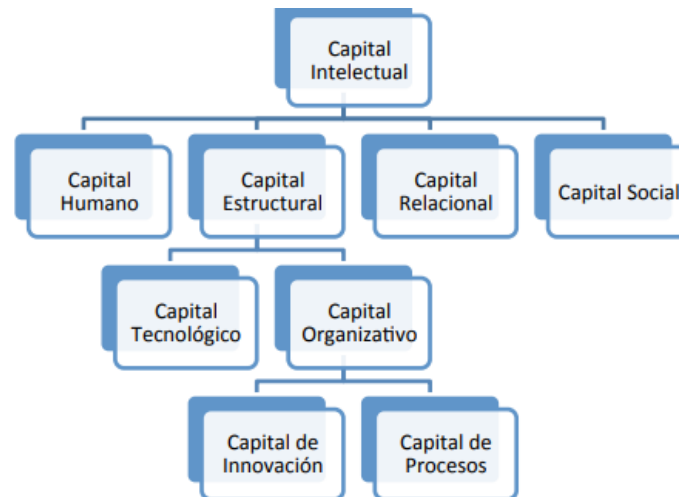 Capital
Intelectual
Capital
Humano
Capital
Estructural
Capital
Relacional
Capital Social
Capital
Tecnológico
Capital
Organizativo
Capital de
Innovación
Capital de
Procesos